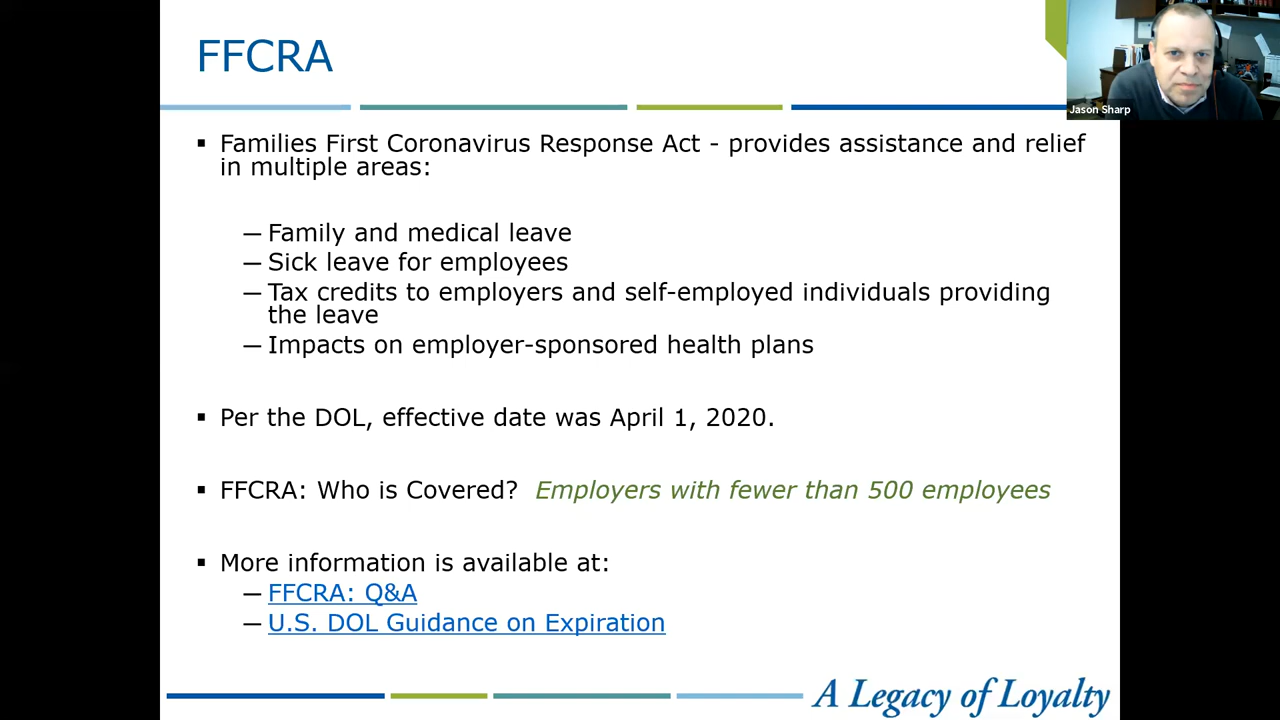 FFCRA
Jason Sharp
▪ Families First Coronavirus Response Act - provides assistance and relief
in multiple areas:
— Family and medical leave
— Sick leave for employees
— Tax credits to employers and self-employed individuals providing
the leave
— Impacts on employer-sponsored health plans
▪ Per the DOL, effective date was April 1, 2020.
▪ FFCRA: Who is Covered? Employers with fewer than 500 employees
▪ More information is available at:
— FFCRA: Q&A
— U.S. DOL Guidance on Expiration
A Legacy of Loyalty